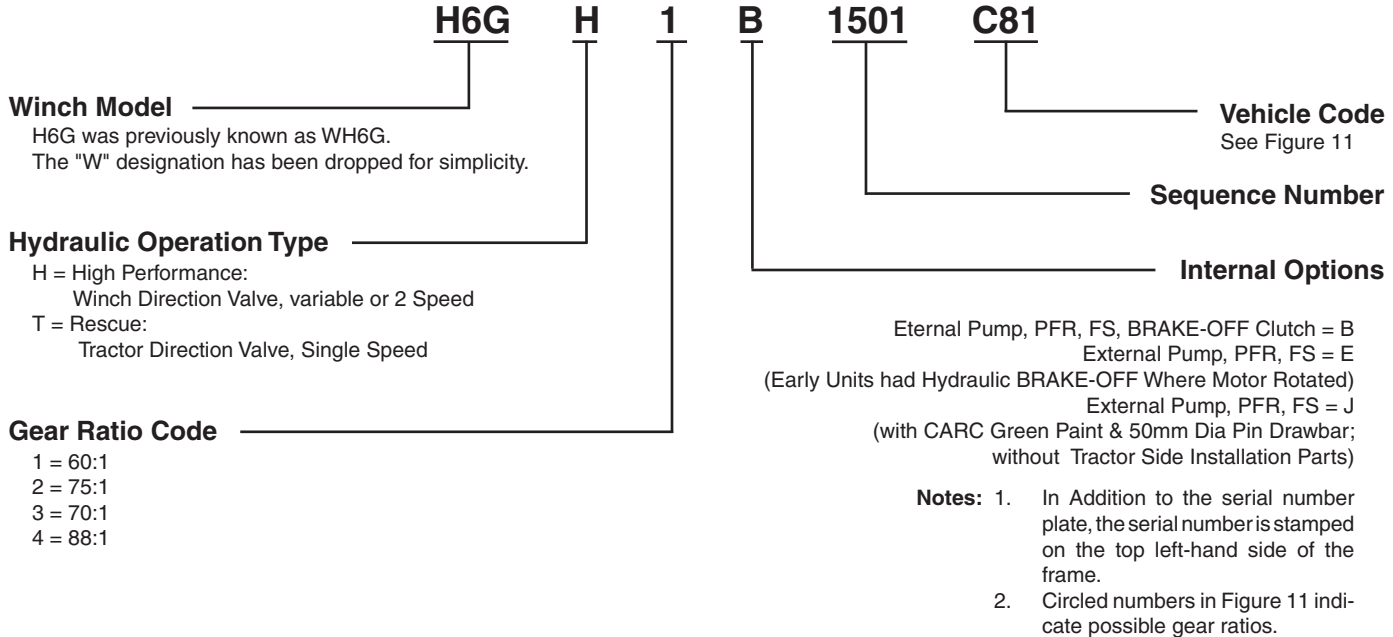 H6G H 1 B 1501 C81
Winch Model
H6G was previously known as WH6G.
The "W" designation has been dropped for simplicity.
Hydraulic Operation Type
H = High Performance:
Winch Direction Valve, variable or 2 Speed
T = Rescue:
Tractor Direction Valve, Single Speed
Gear Ratio Code
1 = 60:1
2 = 75:1
3 = 70:1
4 = 88:1
Vehicle Code
See Figure 11
Sequence Number
Internal Options
Eternal Pump, PFR, FS, BRAKE-OFF Clutch = B
External Pump, PFR, FS = E
(Early Units had Hydraulic BRAKE-OFF Where Motor Rotated)
External Pump, PFR, FS = J
(with CARC Green Paint & 50mm Dia Pin Drawbar;
without Tractor Side Installation Parts)
Notes: 1. In Addition to the serial number
plate, the serial number is stamped
on the top left-hand side of the
frame.
2. Circled numbers in Figure 11 indi-
cate possible gear ratios.